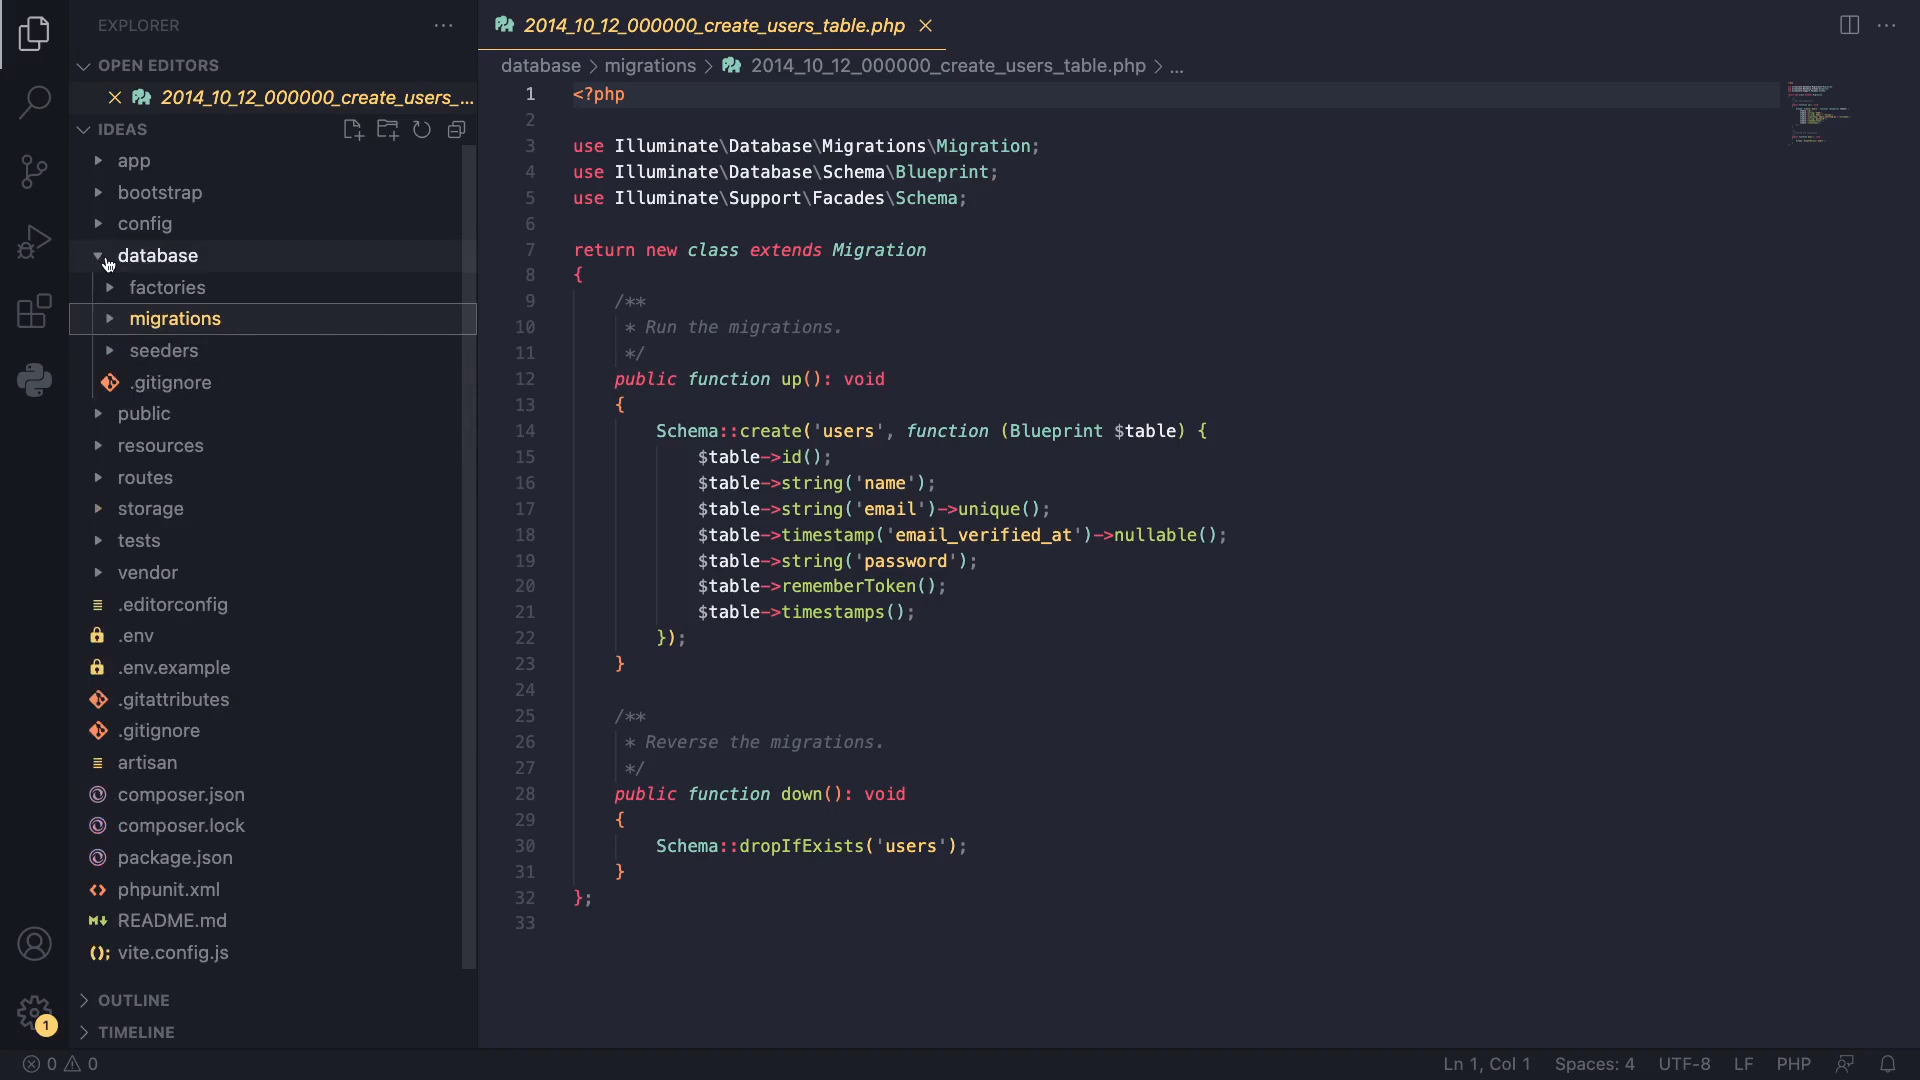 EXPLORER
OPEN EDITORS
2014_10_12_000000_create_users_...
IDEAS
app
bootstrap
config
database
factories
migrations
seeders
.gitignore
public
resources
routes
storage
tests
vendor
.editorconfig
.env
.env.example
.gitattributes
.gitignore
artisan
composer.json
composer.lock
package.json
phpunit.xml
README.md
vite.config.js
OUTLINE
TIMELINE
1
2014_10_12_000000_create_users_table.php
database > migrations > 2014_10_12_000000_create_users_table.php > ...
1 <?php
2
3 use Illuminate\Database\Migrations\Migration;
4 use Illuminate\Database\Schema\Blueprint;
5 use Illuminate\Support\Facades\Schema;
6
7 return new class extends Migration
8 {
9     /**
10      * Run the migrations.
11      */
12     public function up(): void
13     {
14         Schema::create('users', function (Blueprint $table) {
15             $table->id();
16             $table->string('name');
17             $table->string('email')->unique();
18             $table->timestamp('email_verified_at')->nullable();
19             $table->string('password');
20             $table->rememberToken();
21             $table->timestamps();
22         });
23     }
24
25     /**
26      * Reverse the migrations.
27      */
28     public function down(): void
29     {
30         Schema::dropIfExists('users');
31     }
32 };
33
0 0
Ln 1, Col 1 Spaces: 4 UTF-8 LF PHP